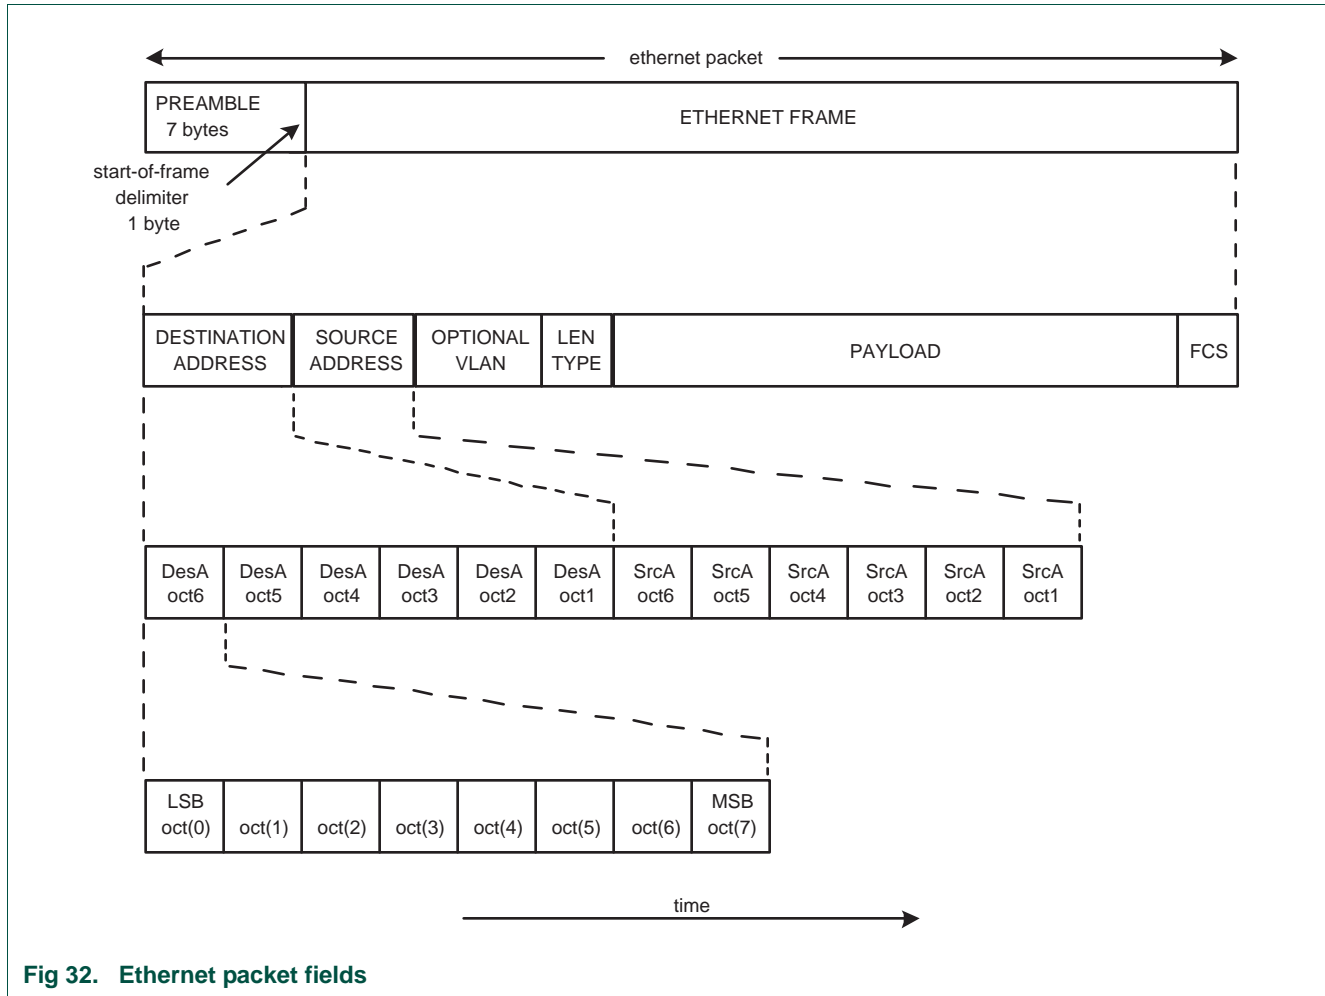 ethernet packet
PREAMBLE
7 bytes
ETHERNET FRAME
start-of-frame
delimiter
1 byte
DESTINATION
ADDRESS
SOURCE
ADDRESS
OPTIONAL
VLAN
LEN
TYPE
PAYLOAD
FCS
DesA
oct6
DesA
oct5
DesA
oct4
DesA
oct3
DesA
oct2
DesA
oct1
SrcA
oct6
SrcA
oct5
SrcA
oct4
SrcA
oct3
SrcA
oct2
SrcA
oct1
LSB
oct(0)
oct(1)
oct(2)
oct(3)
oct(4)
oct(5)
oct(6)
MSB
oct(7)
time
Fig 32. Ethernet packet fields